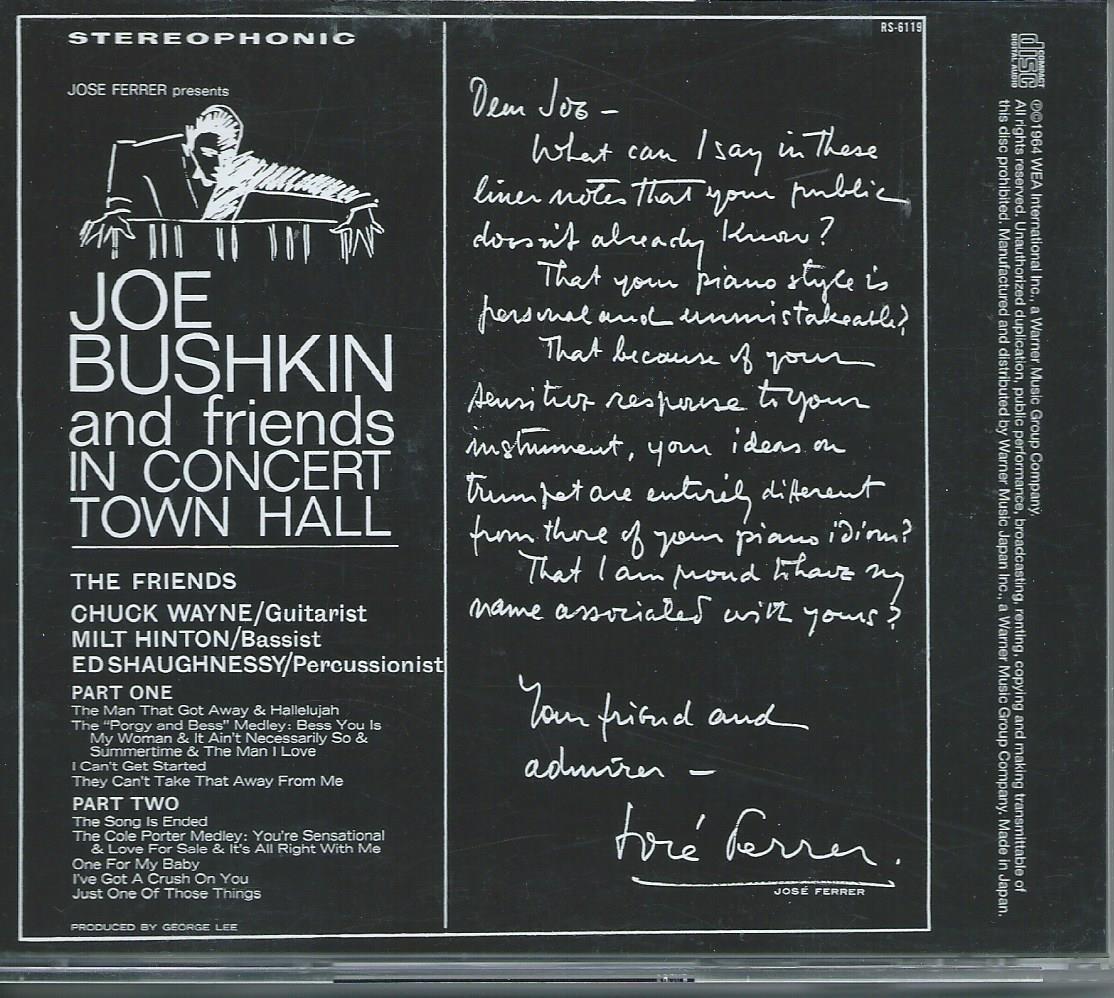 STEREOPHONIC
JOSE FERRER presents
JOE
BUSHKIN
and friends
IN CONCERT
TOWN HALL
THE FRIENDS
CHUCK WAYNE/Guitarist
MILT HINTON/Bassist
ED SHAUGHNESSY/Percussionist
PART ONE
The Man That Got Away & Hallelujah
The "Porgy and Bess" Medley: Bess You Is
My Woman & It Ain't Necessarily So &
Summertime & The Man I Love
I Can't Get Started
They Can't Take That Away From Me
PART TWO
The Song Is Ended
The Cole Porter Medley: You're Sensational
& Love For Sale & It's All Right With Me
One For My Baby
I've Got A Crush On You
Just One Of Those Things
PRODUCED BY GEORGE LEE
RS-6119
Dear Joe —
What can I say in these
liner notes that your public
doesn't already know?
That your piano style is
personal and unmistakeable?
That because of your
sensitive response to your
instrument, your ideas on
trumpet are entirely different
from those of your piano idiom?
That I am proud to have my
name associated with yours?
Your friend and
admirer —
José Ferrer.
JOSÉ FERRER
COMPACT
disc
DIGITAL AUDIO
℗©1964 WEA International Inc., a Warner Music Group Company.
All rights reserved. Unauthorized duplication, public performance, broadcasting, renting, copying and making transmittable of
this disc prohibited. Manufactured and distributed by Warner Music Japan Inc., a Warner Music Group Company. Made in Japan.